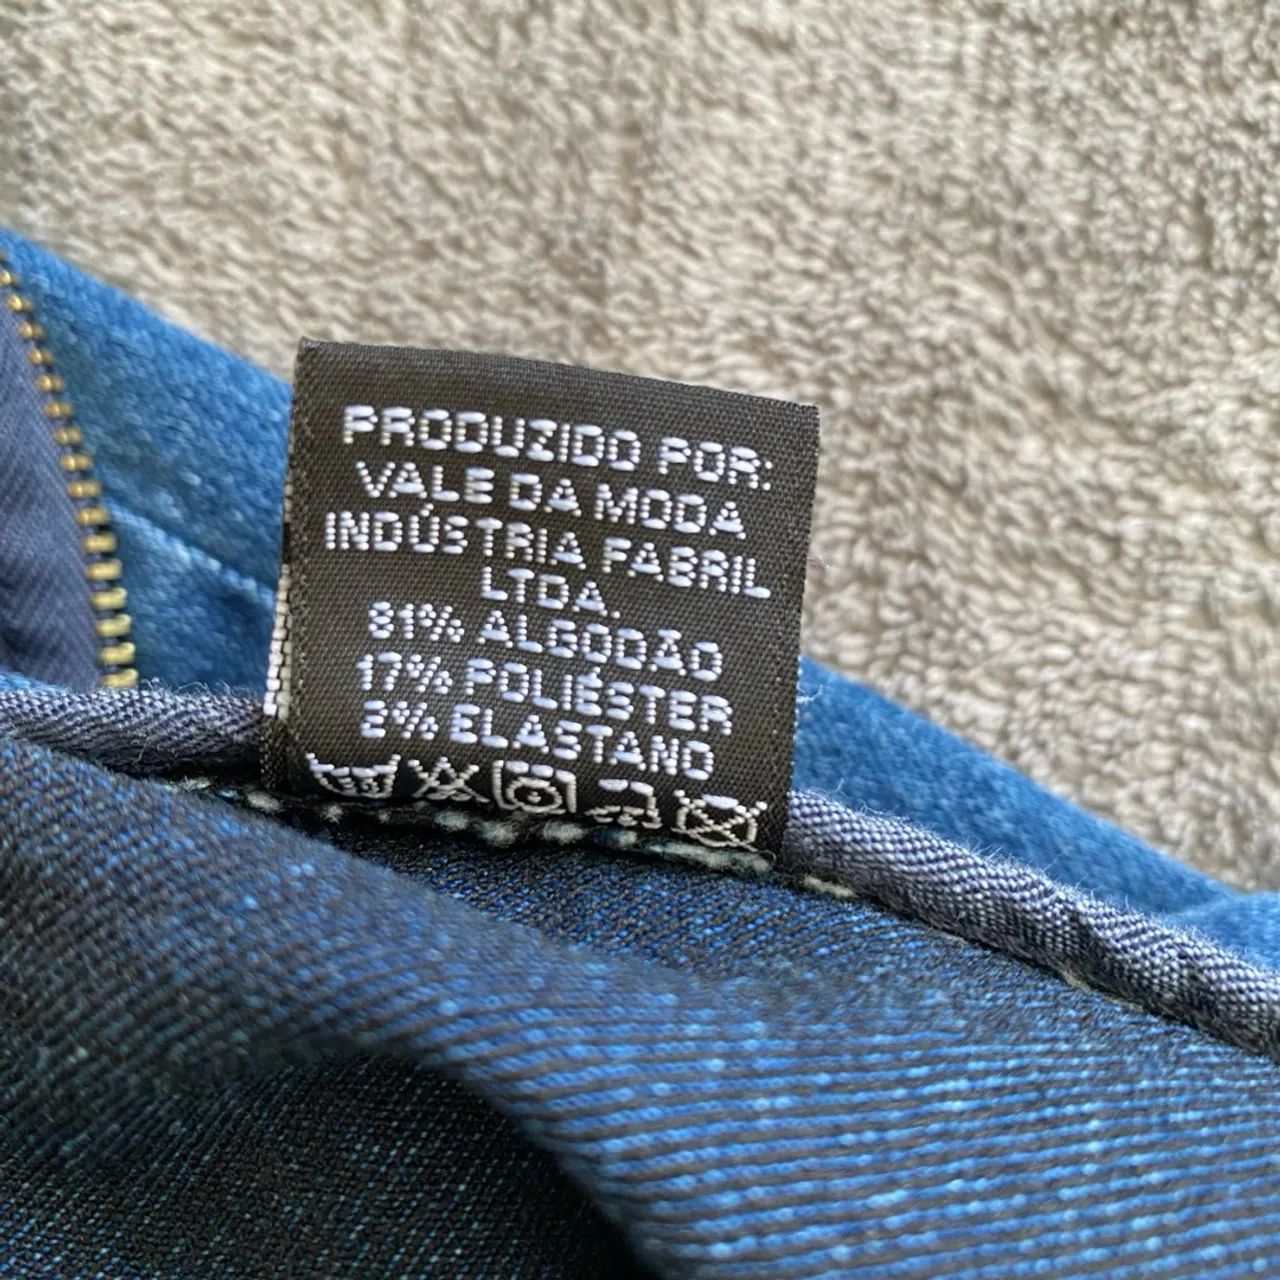 PRODUZIDO POR:
VALE DA MODA
INDÚSTRIA FABRIL
LTDA.
81% ALGODÃO
17% POLIÉSTER
2% ELASTANO